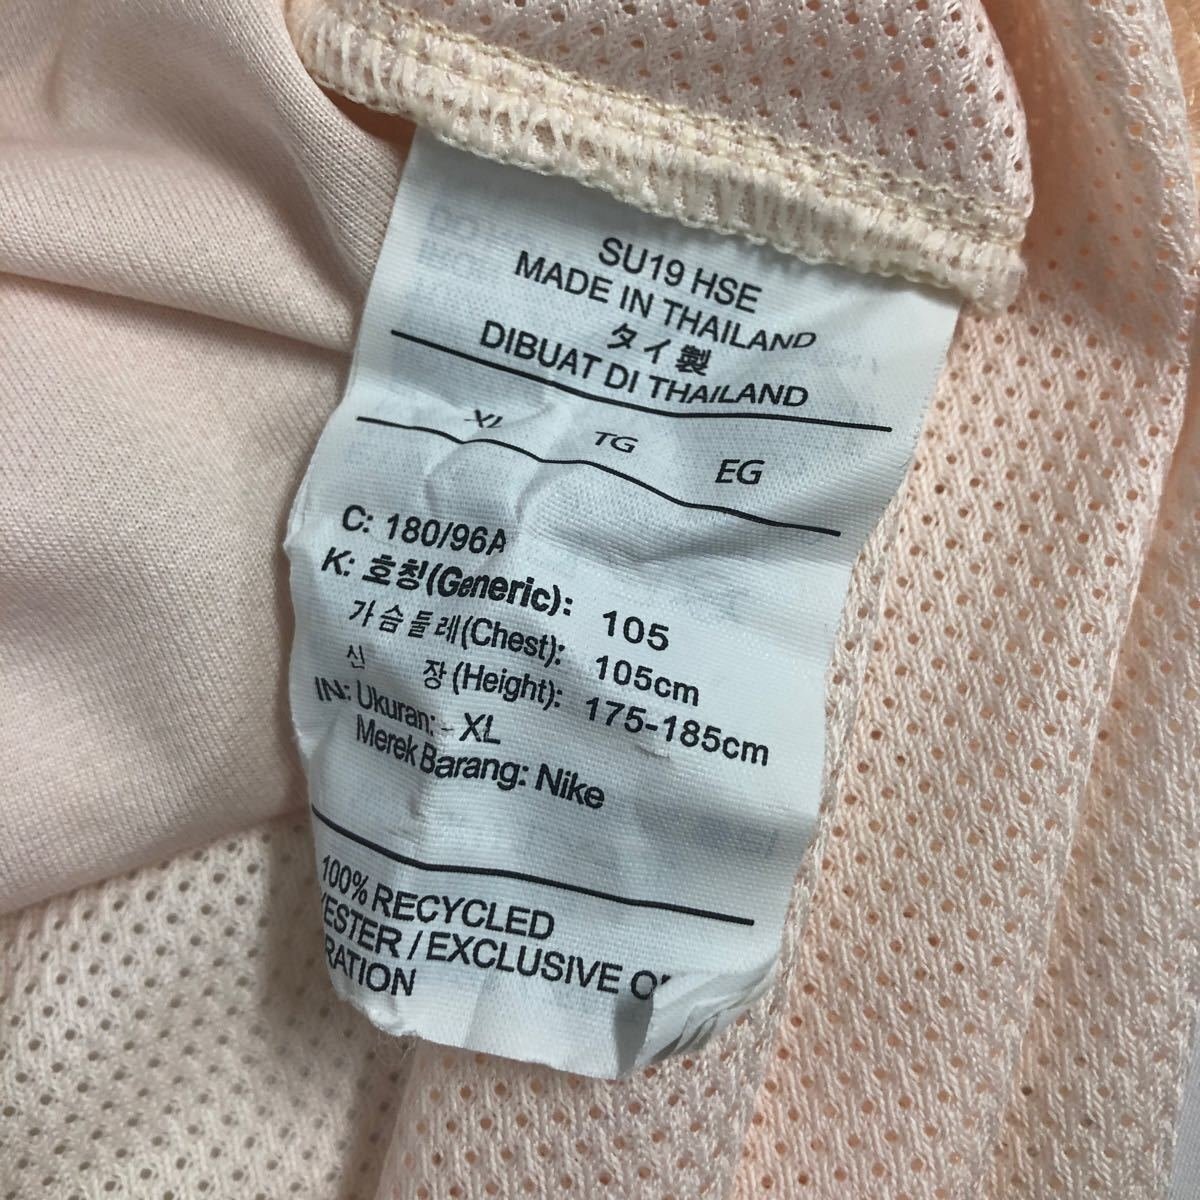 SU19 HSE
MADE IN THAILAND
タイ製
DIBUAT DI THAILAND
XL TG EG
C: 180/96A
K: 호칭(Generic): 105
가슴둘레(Chest): 105cm
신 장(Height): 175-185cm
IN: Ukuran: XL
Merek Barang: Nike
100% RECYCLED
YESTER / EXCLUSIVE O
RATION